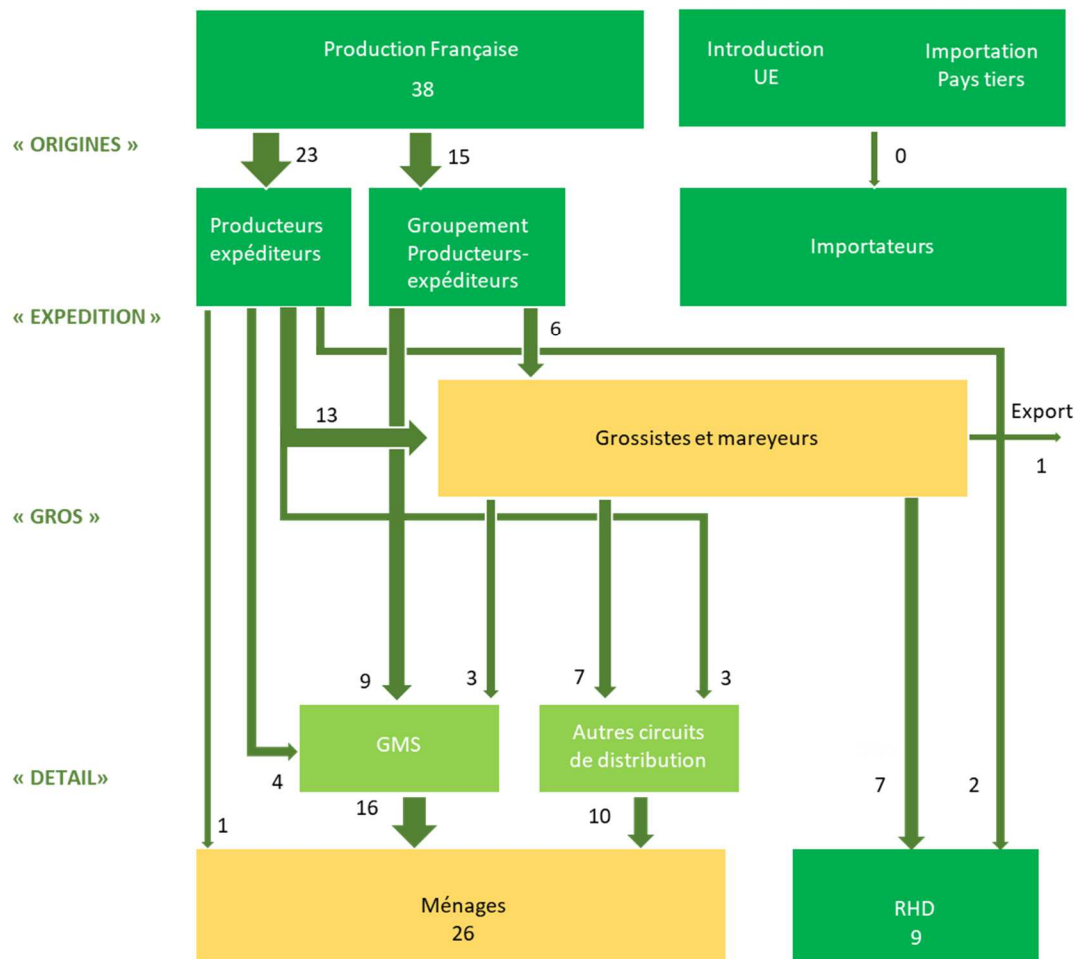 Production Française
38
Introduction
UE
Importation
Pays tiers
« ORIGINES »
23
15
0
Producteurs
expéditeurs
Groupement
Producteurs-
expéditeurs
Importateurs
« EXPEDITION »
6
13
Grossistes et mareyeurs
Export
1
« GROS »
9
3
7
3
GMS
Autres circuits
de distribution
« DETAIL»
4
16
10
7
2
1
Ménages
26
RHD
9